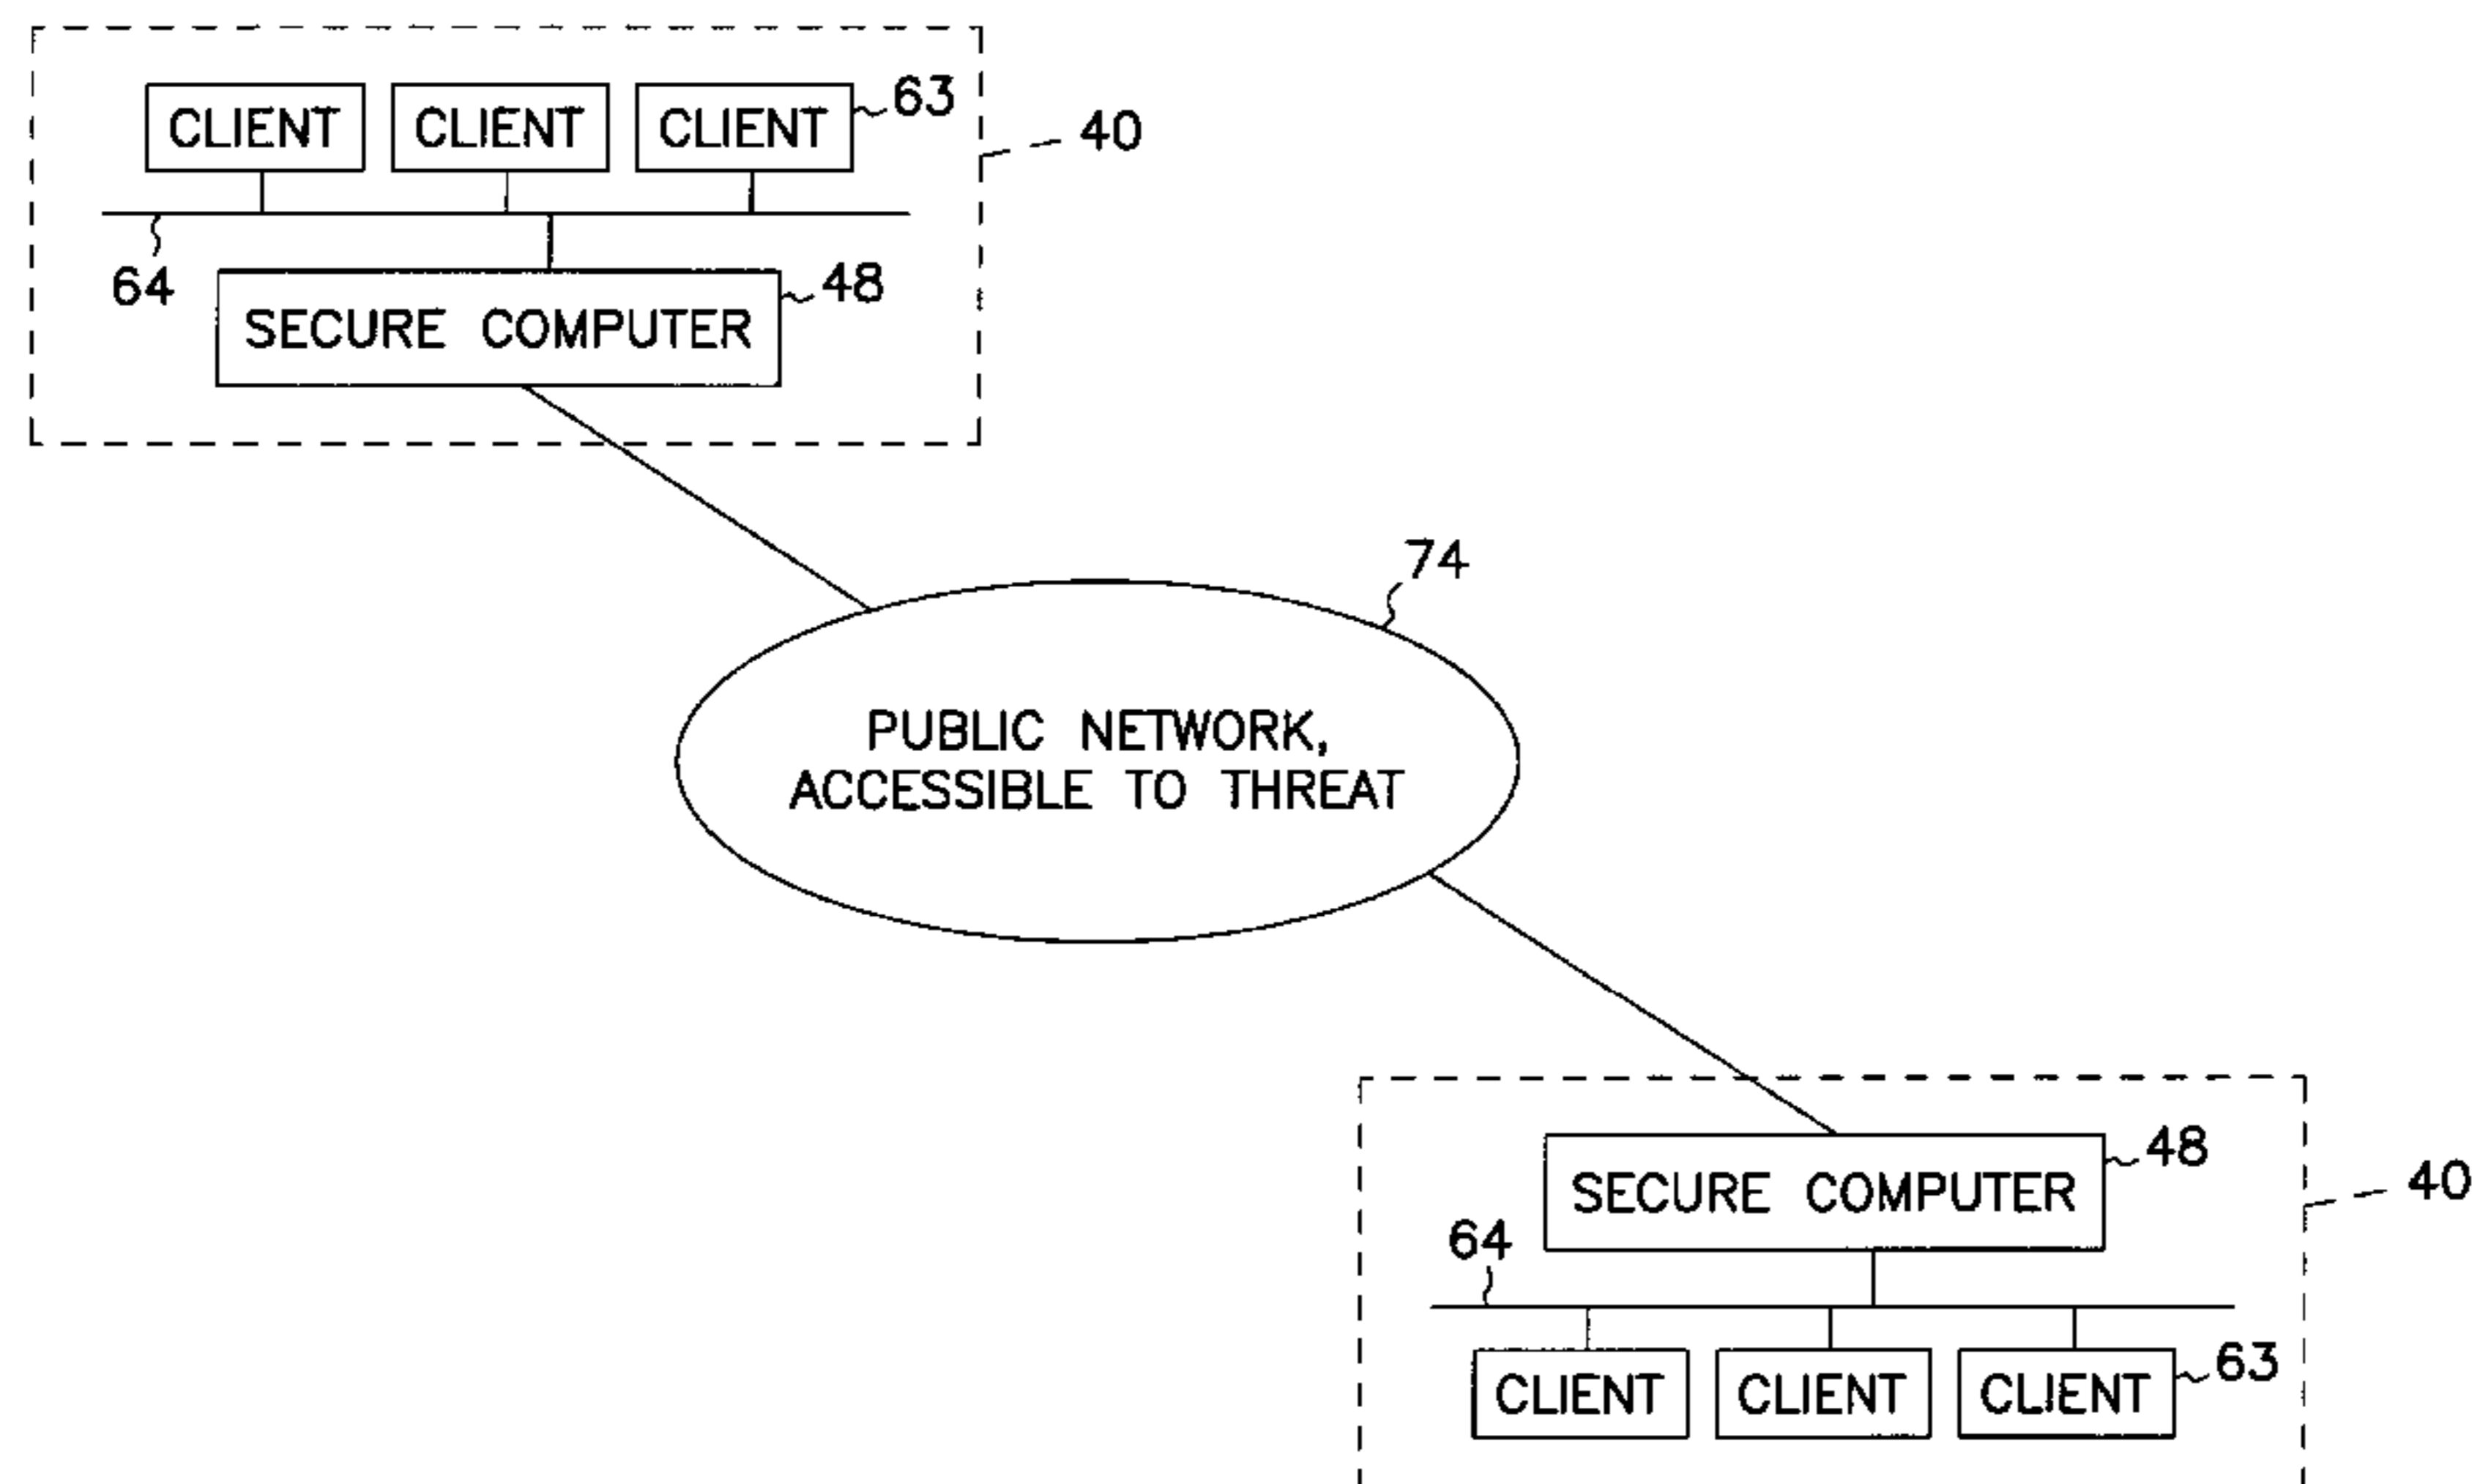 CLIENT CLIENT CLIENT 63
40
64
48
SECURE COMPUTER
74
PUBLIC NETWORK,
ACCESSIBLE TO THREAT
48
SECURE COMPUTER
40
64
CLIENT CLIENT CLIENT 63